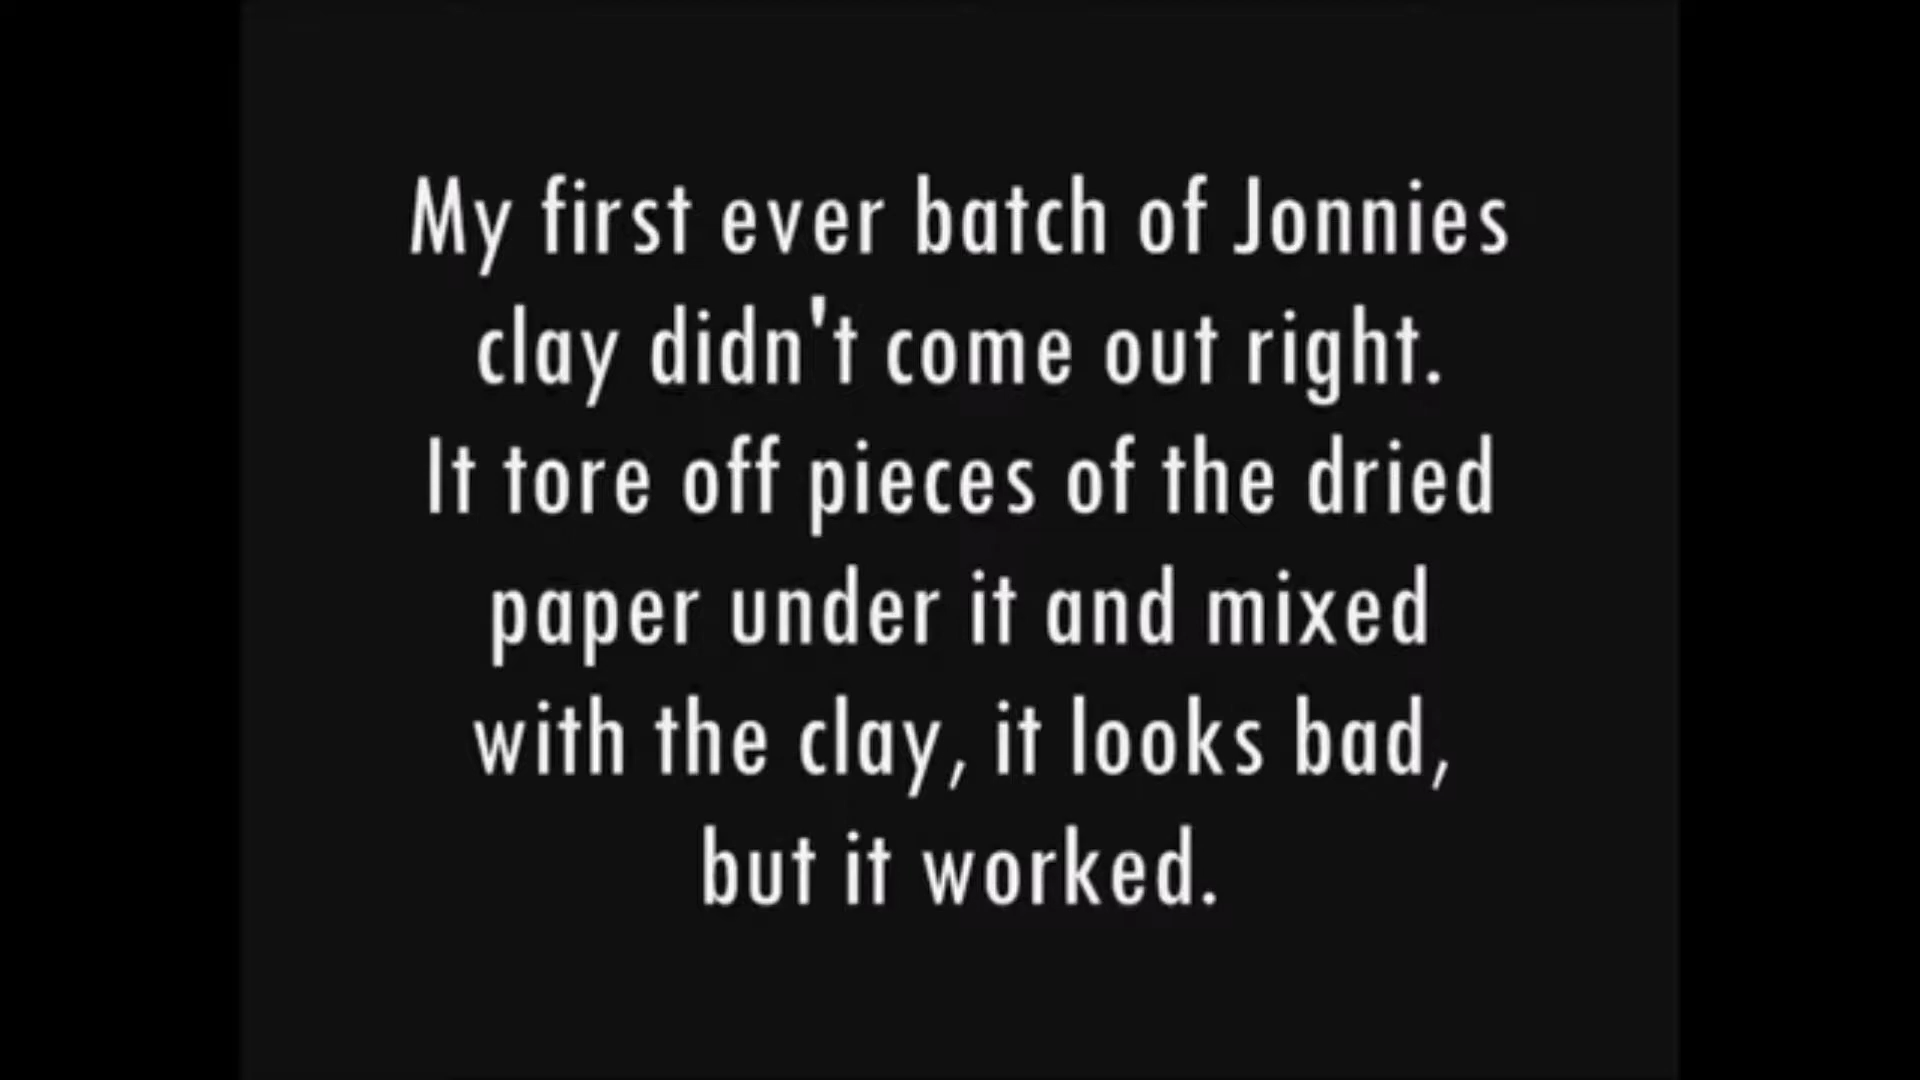 My first ever batch of Jonnies
clay didn't come out right.
It tore off pieces of the dried
paper under it and mixed
with the clay, it looks bad,
but it worked.